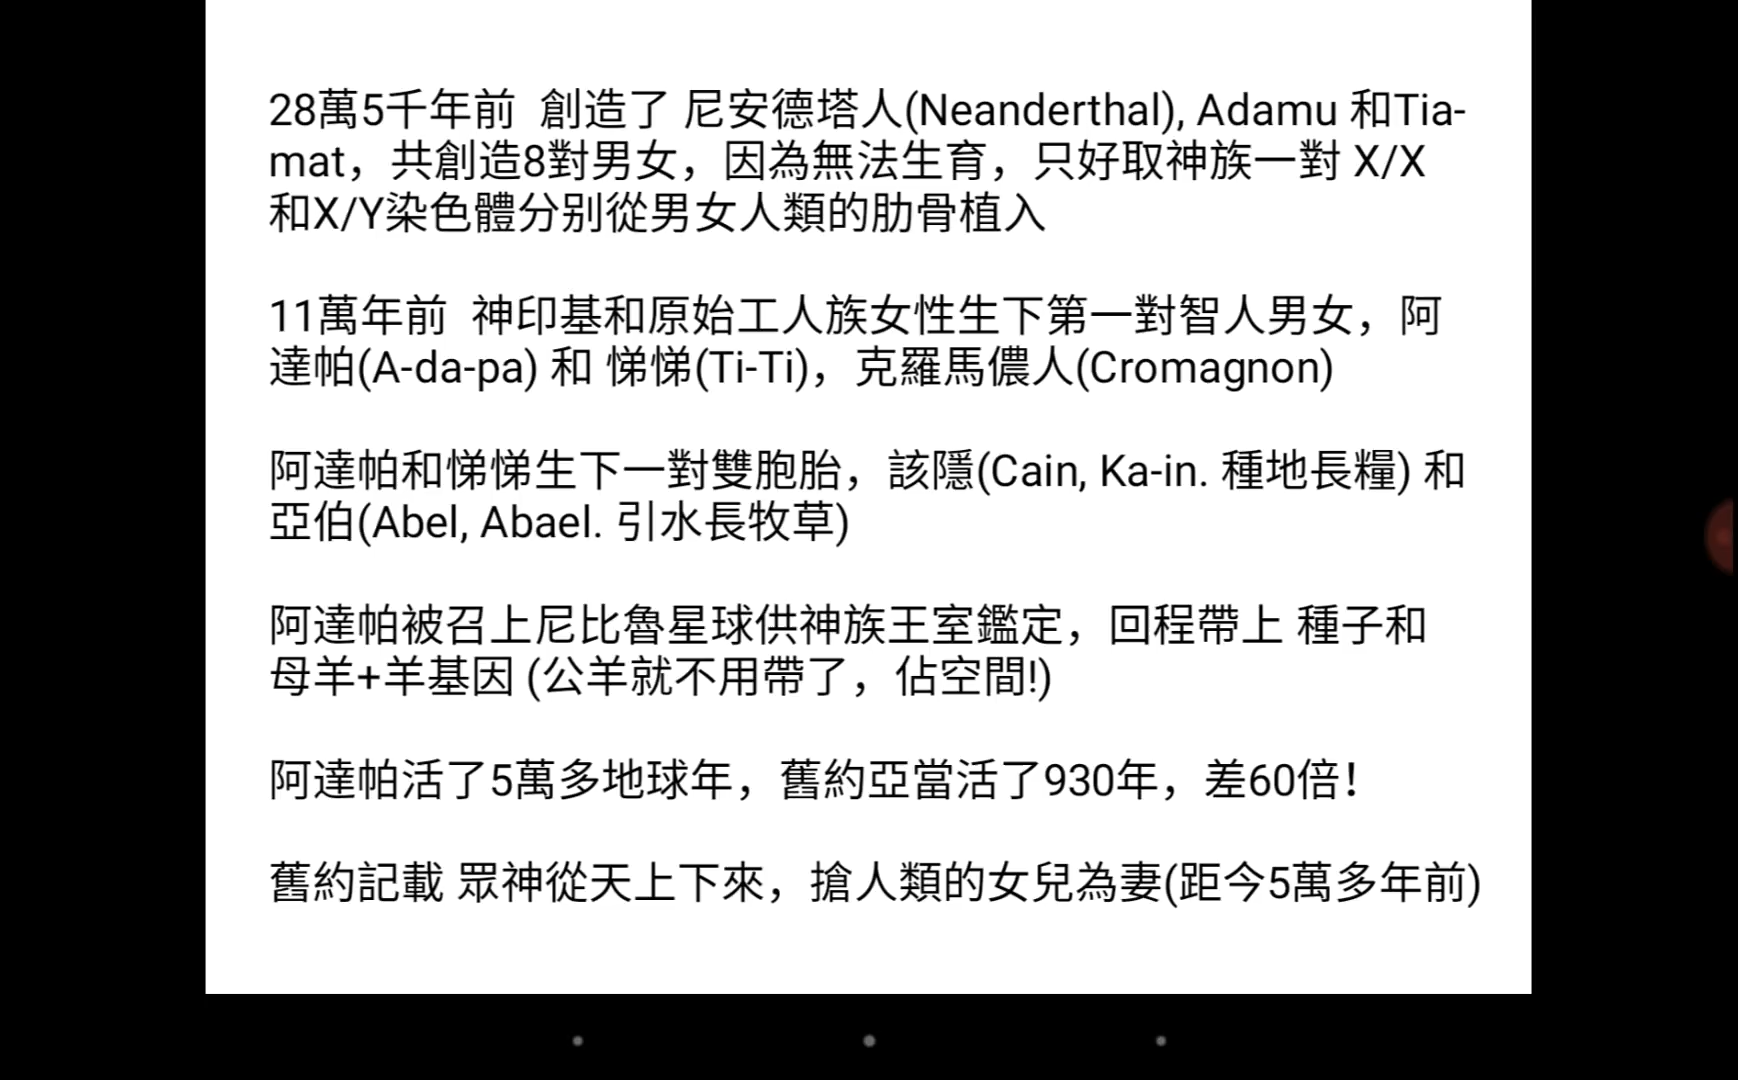 28萬5千年前 創造了 尼安德塔人(Neanderthal), Adamu 和Tia-
mat，共創造8對男女，因為無法生育，只好取神族一對 X/X
和X/Y染色體分别從男女人類的肋骨植入
11萬年前 神印基和原始工人族女性生下第一對智人男女，阿
達帕(A-da-pa) 和 悌悌(Ti-Ti)，克羅馬儂人(Cromagnon)
阿達帕和悌悌生下一對雙胞胎，該隱(Cain, Ka-in. 種地長糧) 和
亞伯(Abel, Abael. 引水長牧草)
阿達帕被召上尼比魯星球供神族王室鑑定，回程帶上 種子和
母羊+羊基因 (公羊就不用帶了，佔空間!)
阿達帕活了5萬多地球年，舊約亞當活了930年，差60倍！
舊約記載 眾神從天上下來，搶人類的女兒為妻(距今5萬多年前)